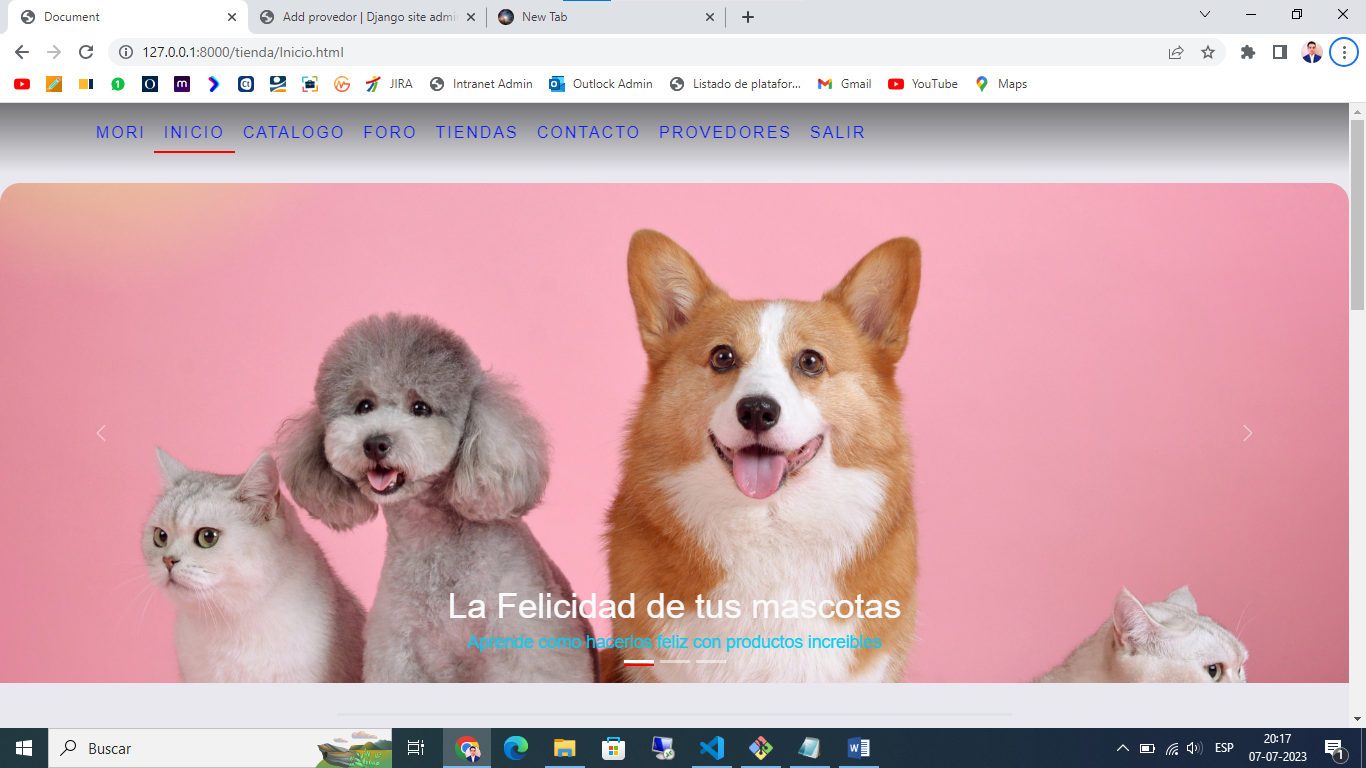 Document
Add provedor | Django site admi
New Tab
127.0.0.1:8000/tienda/Inicio.html
JIRA
Intranet Admin
Outlock Admin
Listado de platafor...
Gmail
YouTube
Maps
MORI
INICIO
CATALOGO
FORO
TIENDAS
CONTACTO
PROVEDORES
SALIR
La Felicidad de tus mascotas
Aprende como hacerlos feliz con productos increibles
Buscar
ESP
20:17
07-07-2023
1